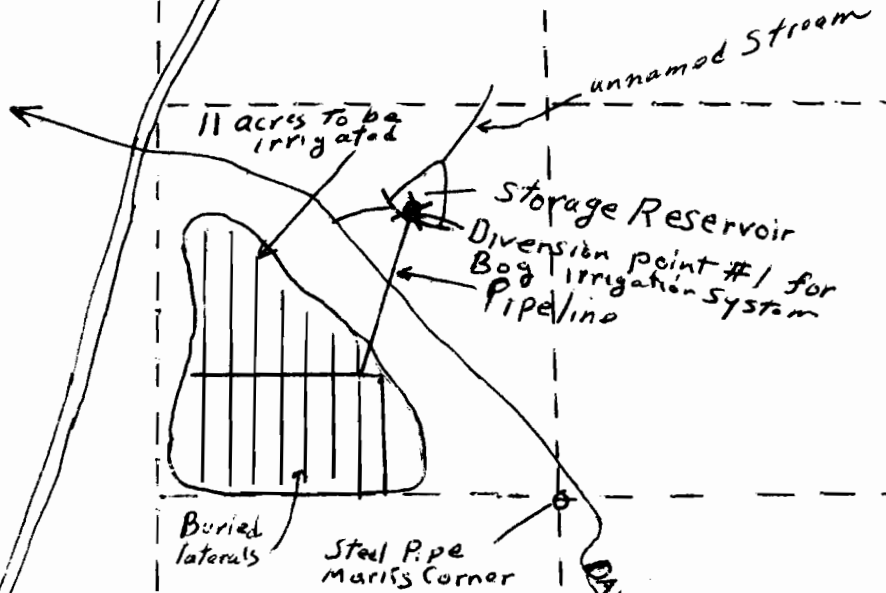 unnamed Stream
11 acres To be
irrigated
Storage Reservoir
Diversion point #1 for
Bog Irrigation System
Pipeline
Buried
laterals
Steel Pipe
Marks Corner